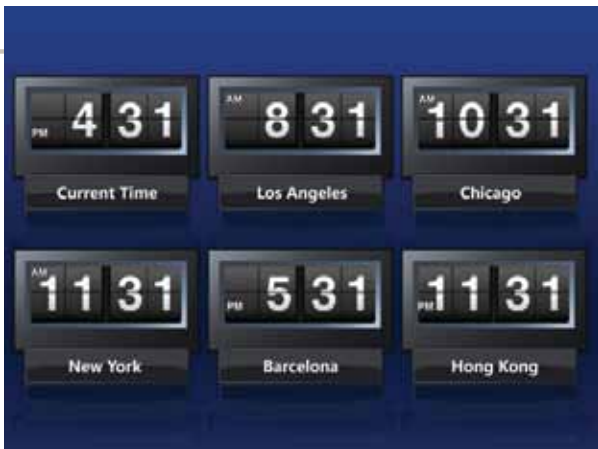 PM 4 31
AM 8 31
AM 10 31
Current Time
Los Angeles
Chicago
AM 11 31
PM 5 31
PM 11 31
New York
Barcelona
Hong Kong